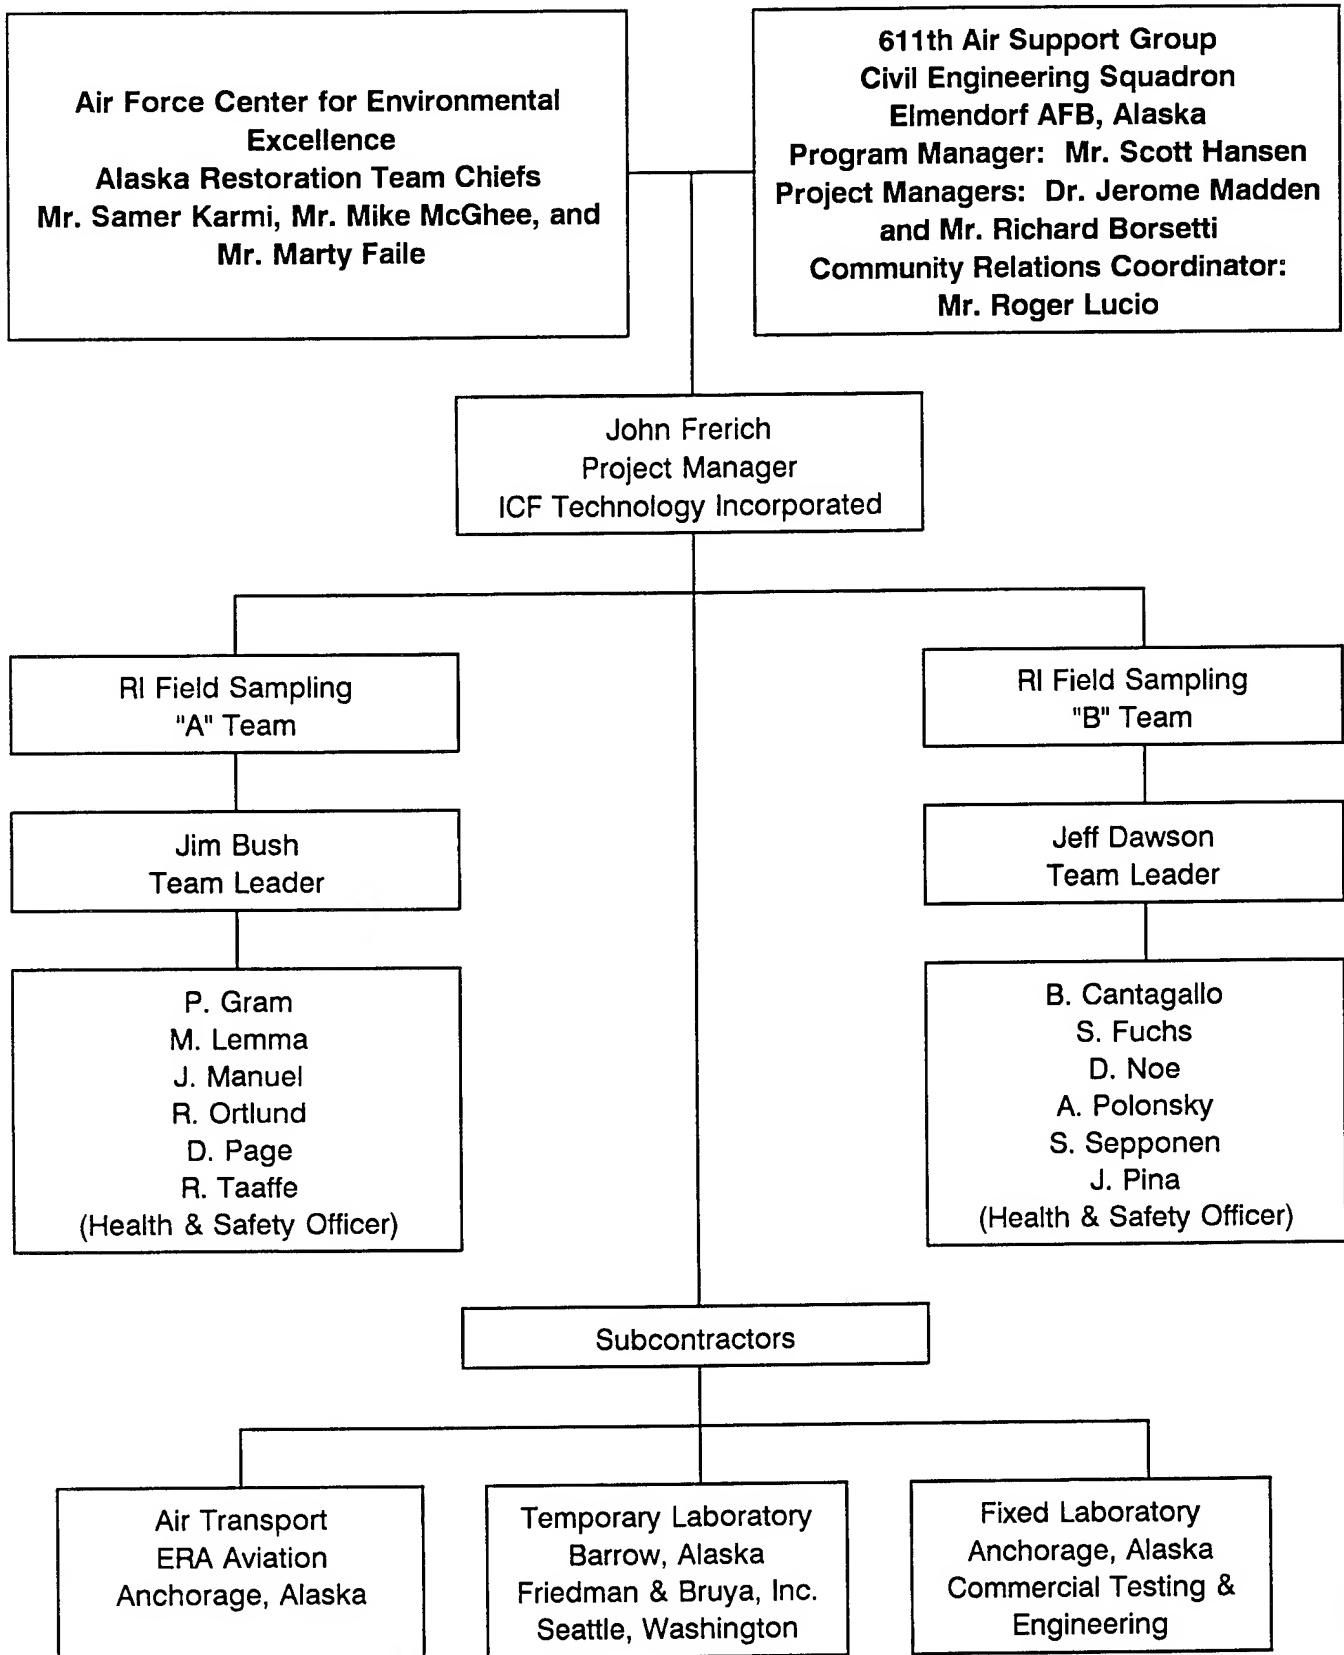 Air Force Center for Environmental
Excellence
Alaska Restoration Team Chiefs
Mr. Samer Karmi, Mr. Mike McGhee, and
Mr. Marty Faile
611th Air Support Group
Civil Engineering Squadron
Elmendorf AFB, Alaska
Program Manager: Mr. Scott Hansen
Project Managers: Dr. Jerome Madden
and Mr. Richard Borsetti
Community Relations Coordinator:
Mr. Roger Lucio
John Frerich
Project Manager
ICF Technology Incorporated
RI Field Sampling
"A" Team
RI Field Sampling
"B" Team
Jim Bush
Team Leader
Jeff Dawson
Team Leader
P. Gram
M. Lemma
J. Manuel
R. Ortlund
D. Page
R. Taaffe
(Health & Safety Officer)
B. Cantagallo
S. Fuchs
D. Noe
A. Polonsky
S. Sepponen
J. Pina
(Health & Safety Officer)
Subcontractors
Air Transport
ERA Aviation
Anchorage, Alaska
Temporary Laboratory
Barrow, Alaska
Friedman & Bruya, Inc.
Seattle, Washington
Fixed Laboratory
Anchorage, Alaska
Commercial Testing &
Engineering